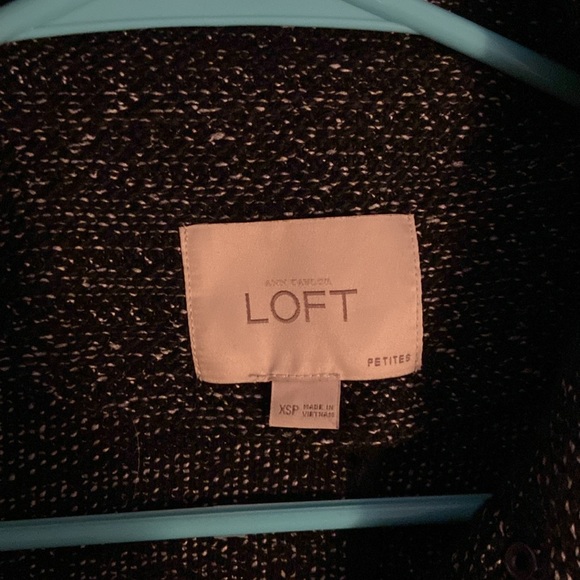 ANN TAYLOR
LOFT
PETITES
XSP
MADE IN
VIETNAM